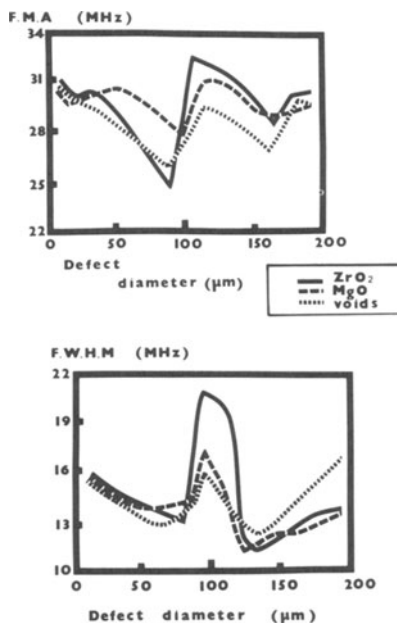 F.M.A (MHz)
34
31
28
25
22
0 50 100 150 200
Defect
diameter (μm)
ZrO₂
MgO
voids
F.W.H.M (MHz)
22
19
16
13
10
0 50 100 150 200
Defect diameter (μm)